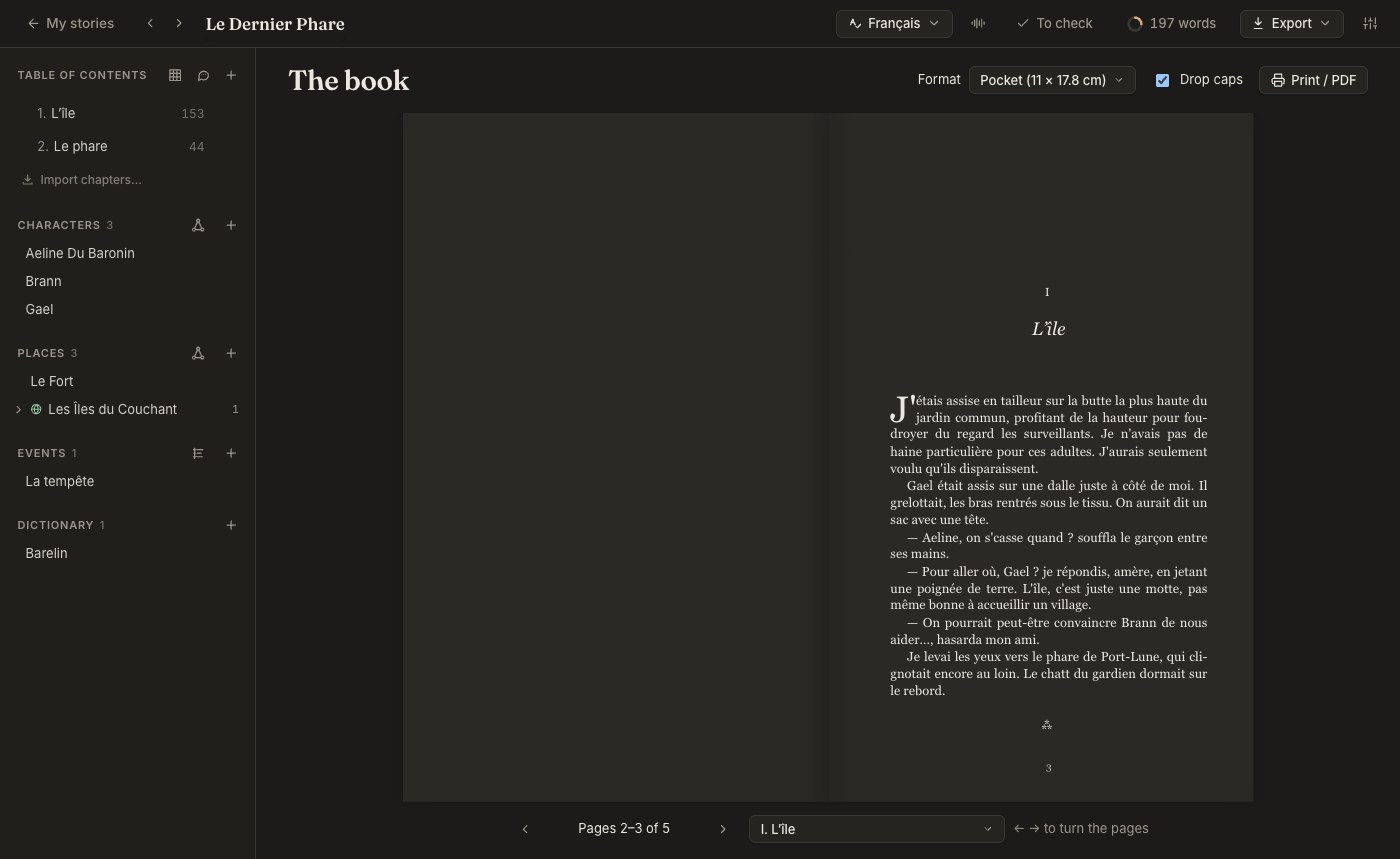 My stories
Le Dernier Phare
Français
To check
197 words
Export
TABLE OF CONTENTS
1. L'île 153
2. Le phare 44
Import chapters...
CHARACTERS 3
Aeline Du Baronin
Brann
Gael
PLACES 3
Le Fort
Les Îles du Couchant 1
EVENTS 1
La tempête
DICTIONARY 1
Barelin
The book
Format
Pocket (11 × 17.8 cm)
Drop caps
Print / PDF
I
L'île
J'étais assise en tailleur sur la butte la plus haute du
jardin commun, profitant de la hauteur pour fou-
droyer du regard les surveillants. Je n'avais pas de
haine particulière pour ces adultes. J'aurais seulement
voulu qu'ils disparaissent.
Gael était assis sur une dalle juste à côté de moi. Il
grelottait, les bras rentrés sous le tissu. On aurait dit un
sac avec une tête.
— Aeline, on s'casse quand ? souffla le garçon entre
ses mains.
— Pour aller où, Gael ? je répondis, amère, en jetant
une poignée de terre. L'île, c'est juste une motte, pas
même bonne à accueillir un village.
— On pourrait peut-être convaincre Brann de nous
aider..., hasarda mon ami.
Je levai les yeux vers le phare de Port-Lune, qui cli-
gnotait encore au loin. Le chatt du gardien dormait sur
le rebord.
⁂
3
Pages 2–3 of 5
I. L'île
← → to turn the pages